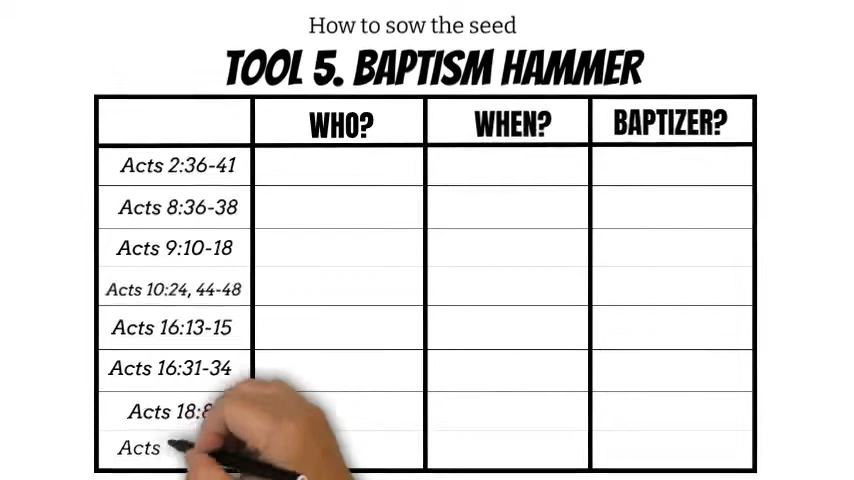 How to sow the seed
TOOL 5. BAPTISM HAMMER
WHO? WHEN? BAPTIZER?
Acts 2:36-41
Acts 8:36-38
Acts 9:10-18
Acts 10:24, 44-48
Acts 16:13-15
Acts 16:31-34
Acts 18:8
Acts